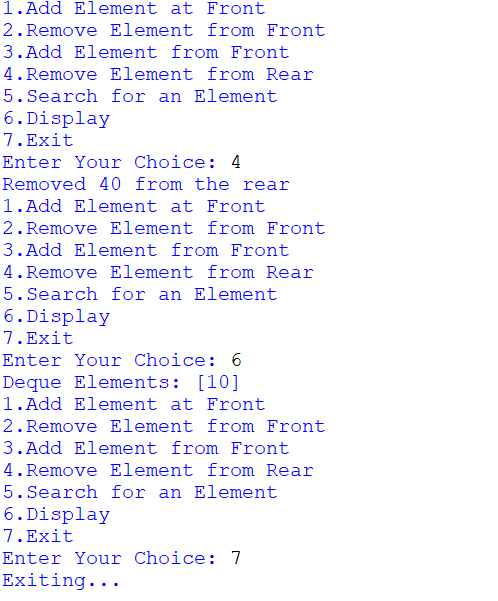 1.Add Element at Front
2.Remove Element from Front
3.Add Element from Front
4.Remove Element from Rear
5.Search for an Element
6.Display
7.Exit
Enter Your Choice: 4
Removed 40 from the rear
1.Add Element at Front
2.Remove Element from Front
3.Add Element from Front
4.Remove Element from Rear
5.Search for an Element
6.Display
7.Exit
Enter Your Choice: 6
Deque Elements: [10]
1.Add Element at Front
2.Remove Element from Front
3.Add Element from Front
4.Remove Element from Rear
5.Search for an Element
6.Display
7.Exit
Enter Your Choice: 7
Exiting...